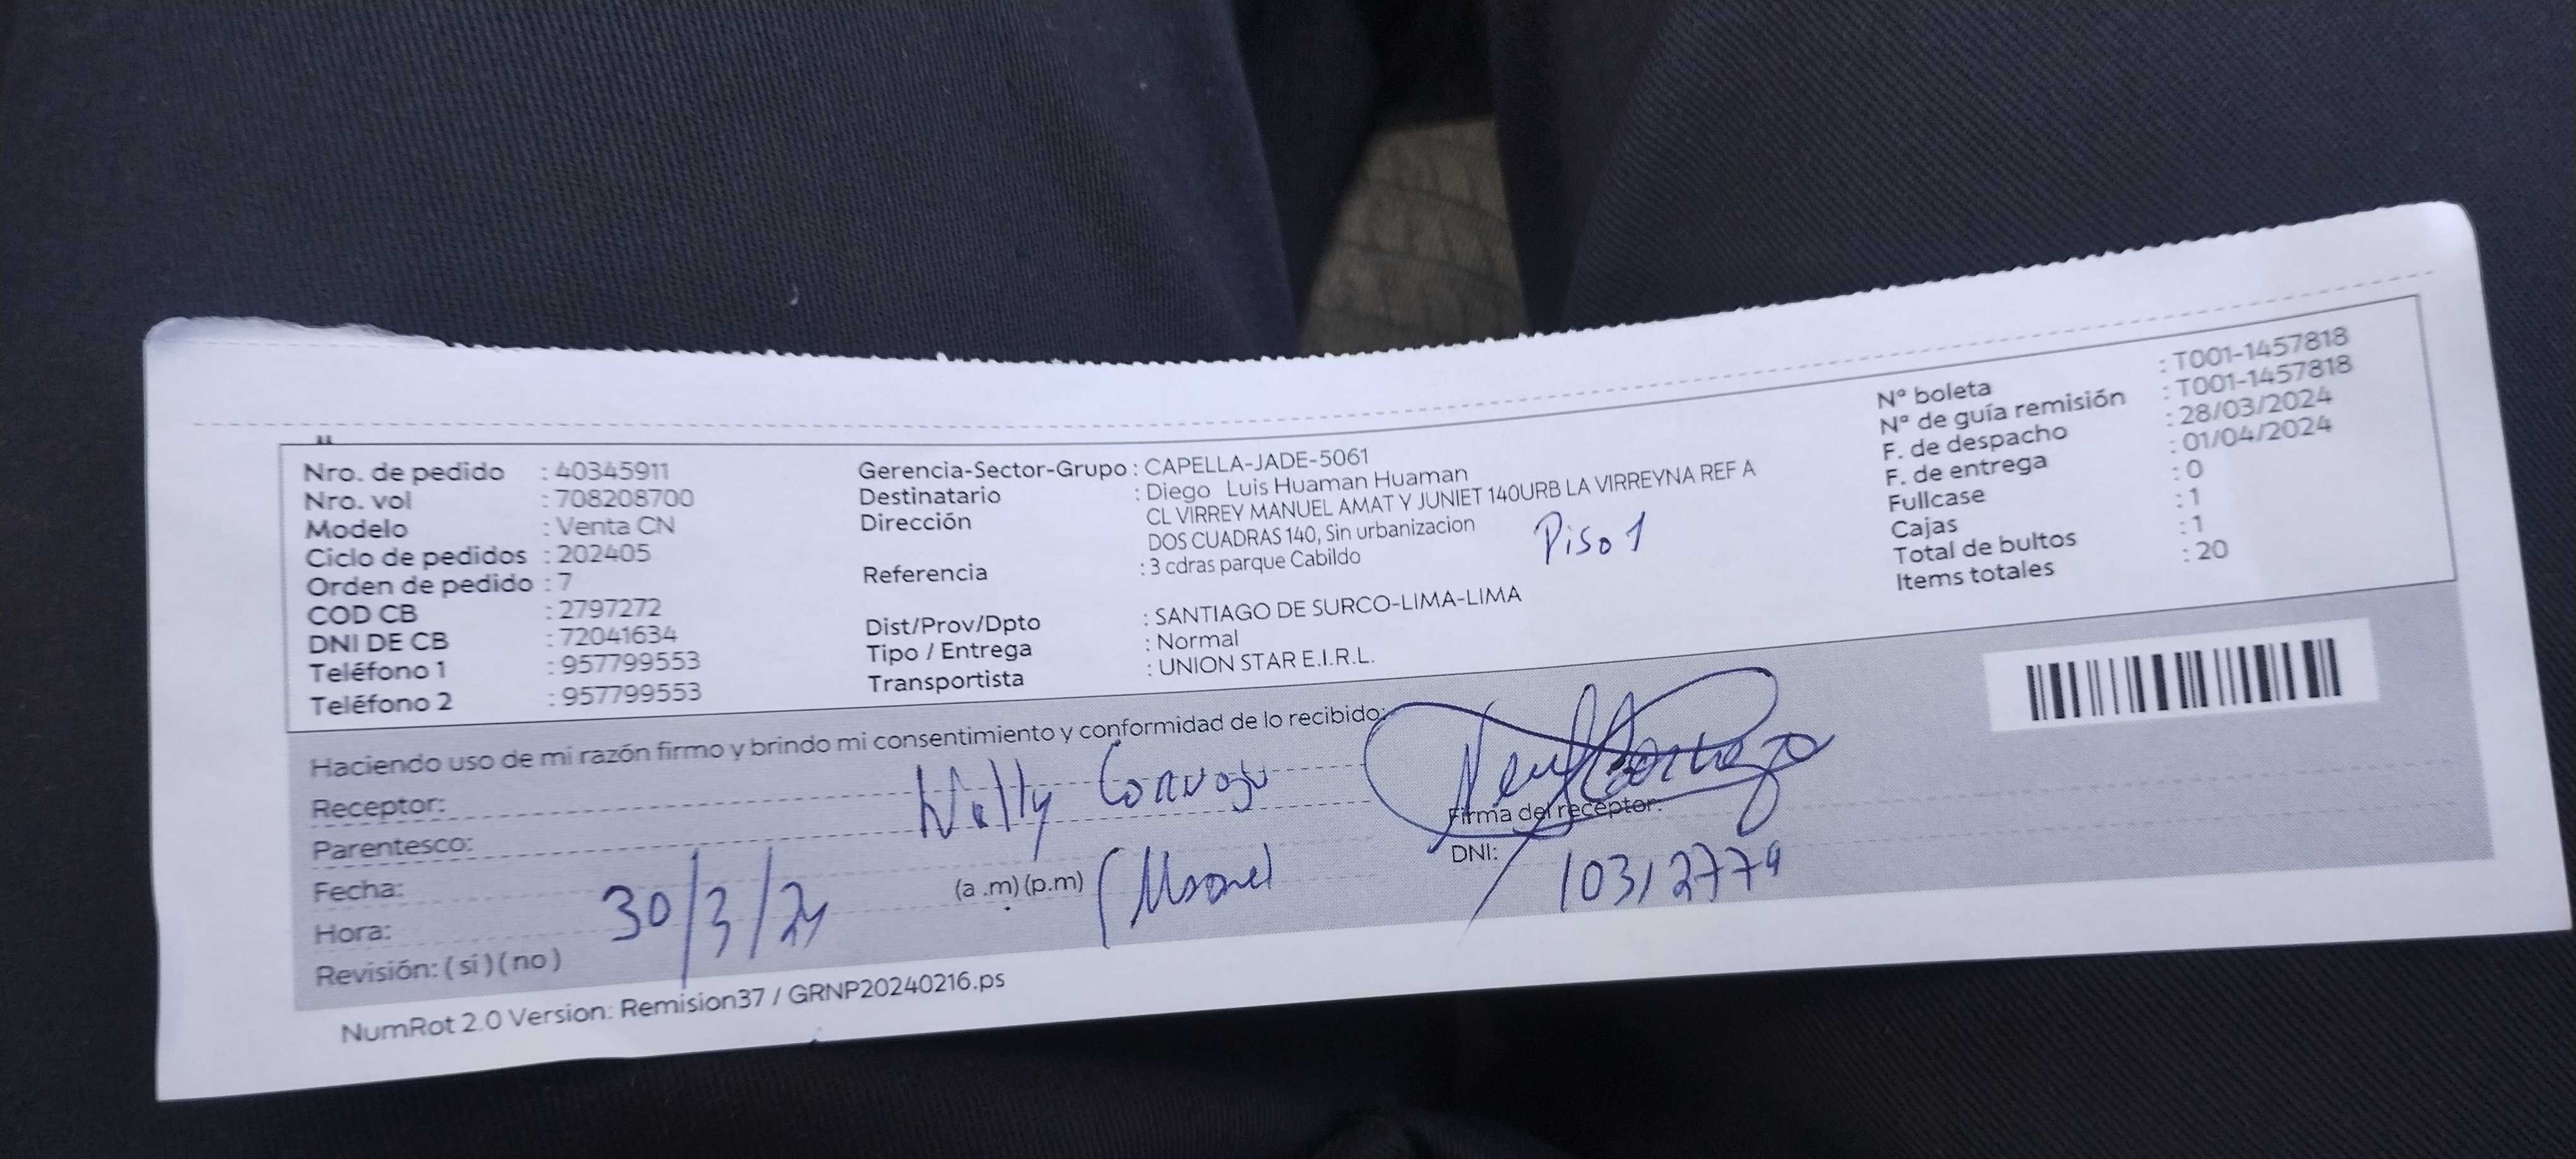 Nro. de pedido : 40345911
Nro. vol : 708208700
Modelo : Venta CN
Ciclo de pedidos : 202405
Orden de pedido : 7
COD CB : 2797272
DNI DE CB : 72041634
Teléfono 1 : 957799553
Teléfono 2 : 957799553
Gerencia-Sector-Grupo : CAPELLA-JADE-5061
Destinatario : Diego Luis Huaman Huaman
Dirección : CL VIRREY MANUEL AMAT Y JUNIET 140URB LA VIRREYNA REF A
DOS CUADRAS 140, Sin urbanizacion
Piso 1
Referencia : 3 cdras parque Cabildo
Dist/Prov/Dpto : SANTIAGO DE SURCO-LIMA-LIMA
Tipo / Entrega : Normal
Transportista : UNION STAR E.I.R.L.
Nº boleta : T001-1457818
Nº de guía remisión : T001-1457818
F. de despacho : 28/03/2024
F. de entrega : 01/04/2024
Fullcase : 0
Cajas : 1
Total de bultos : 1
Items totales : 20
Haciendo uso de mi razón firmo y brindo mi consentimiento y conformidad de lo recibido:
Receptor: Nelly
Parentesco:
Fecha: 30/3/24
Hora: (a .m) (p.m)
Revisión: ( si ) ( no )
Firma del receptor:
DNI: 10312774
NumRot 2.0 Version: Remision37 / GRNP20240216.ps